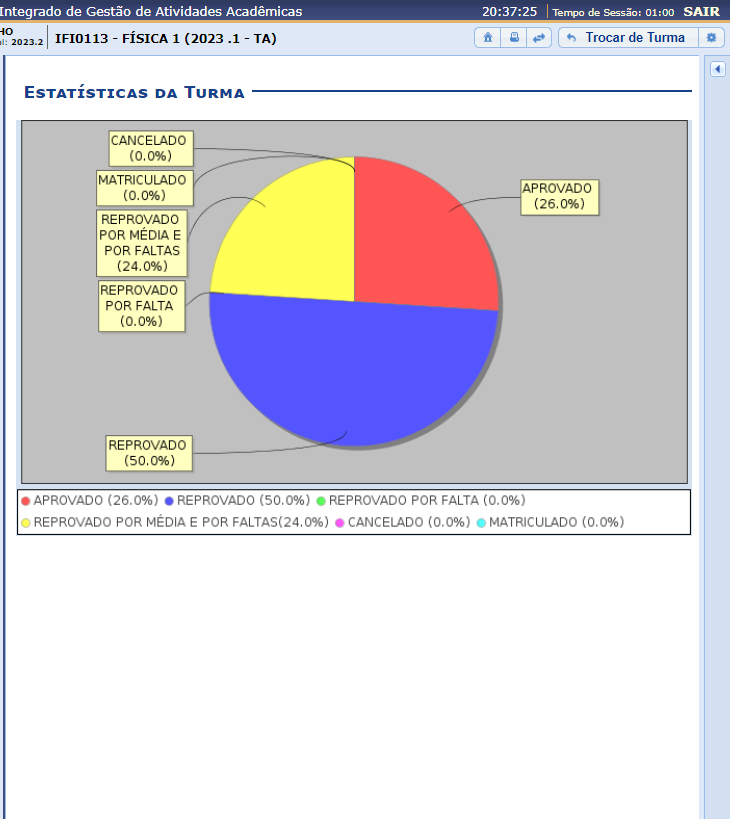 Integrado de Gestão de Atividades Acadêmicas 20:37:25 Tempo de Sessão: 01:00 SAIR
HO
el: 2023.2 IFI0113 - FÍSICA 1 (2023 .1 - TA) Trocar de Turma
Estatísticas da Turma
CANCELADO
(0.0%)
MATRICULADO
(0.0%)
REPROVADO
POR MÉDIA E
POR FALTAS
(24.0%)
REPROVADO
POR FALTA
(0.0%)
REPROVADO
(50.0%)
APROVADO
(26.0%)
APROVADO (26.0%) REPROVADO (50.0%) REPROVADO POR FALTA (0.0%)
REPROVADO POR MÉDIA E POR FALTAS(24.0%) CANCELADO (0.0%) MATRICULADO (0.0%)